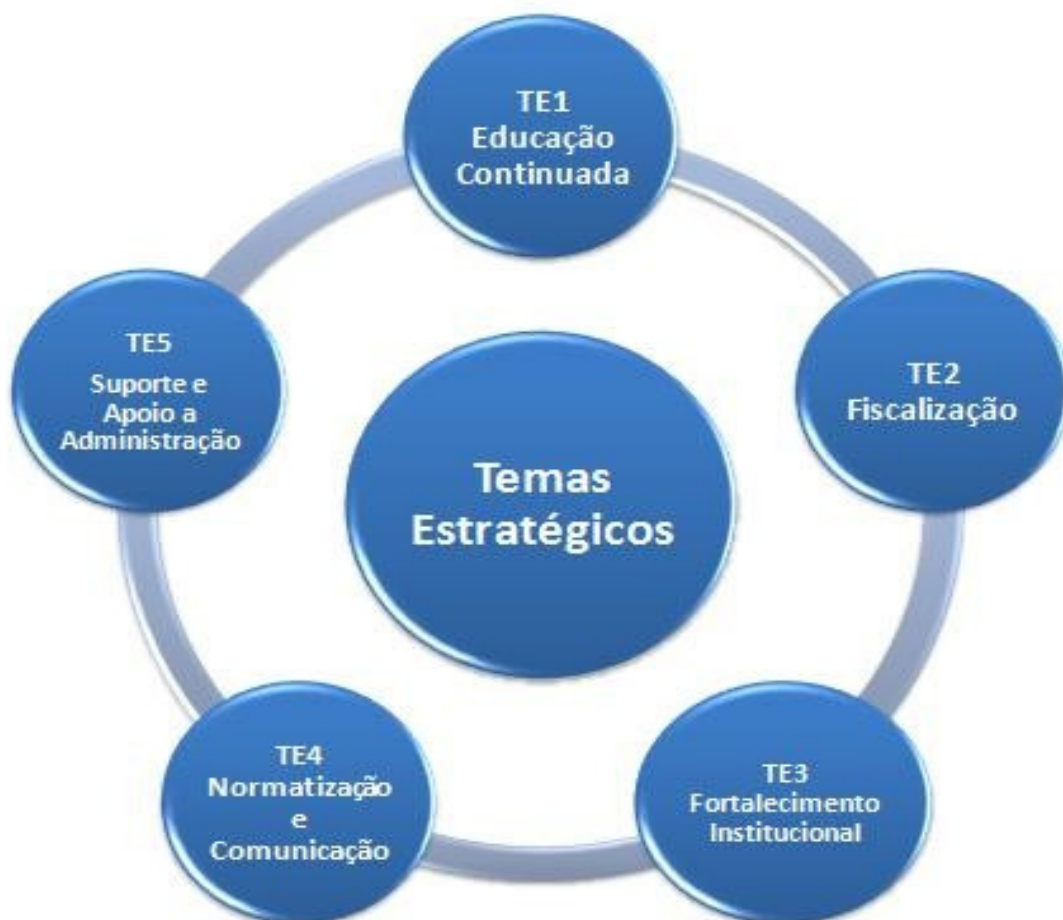 TE1
Educação
Continuada
TE2
Fiscalização
TE3
Fortalecimento
Institucional
TE4
Normatização
e
Comunicação
TE5
Suporte e
Apoio a
Administração
Temas
Estratégicos